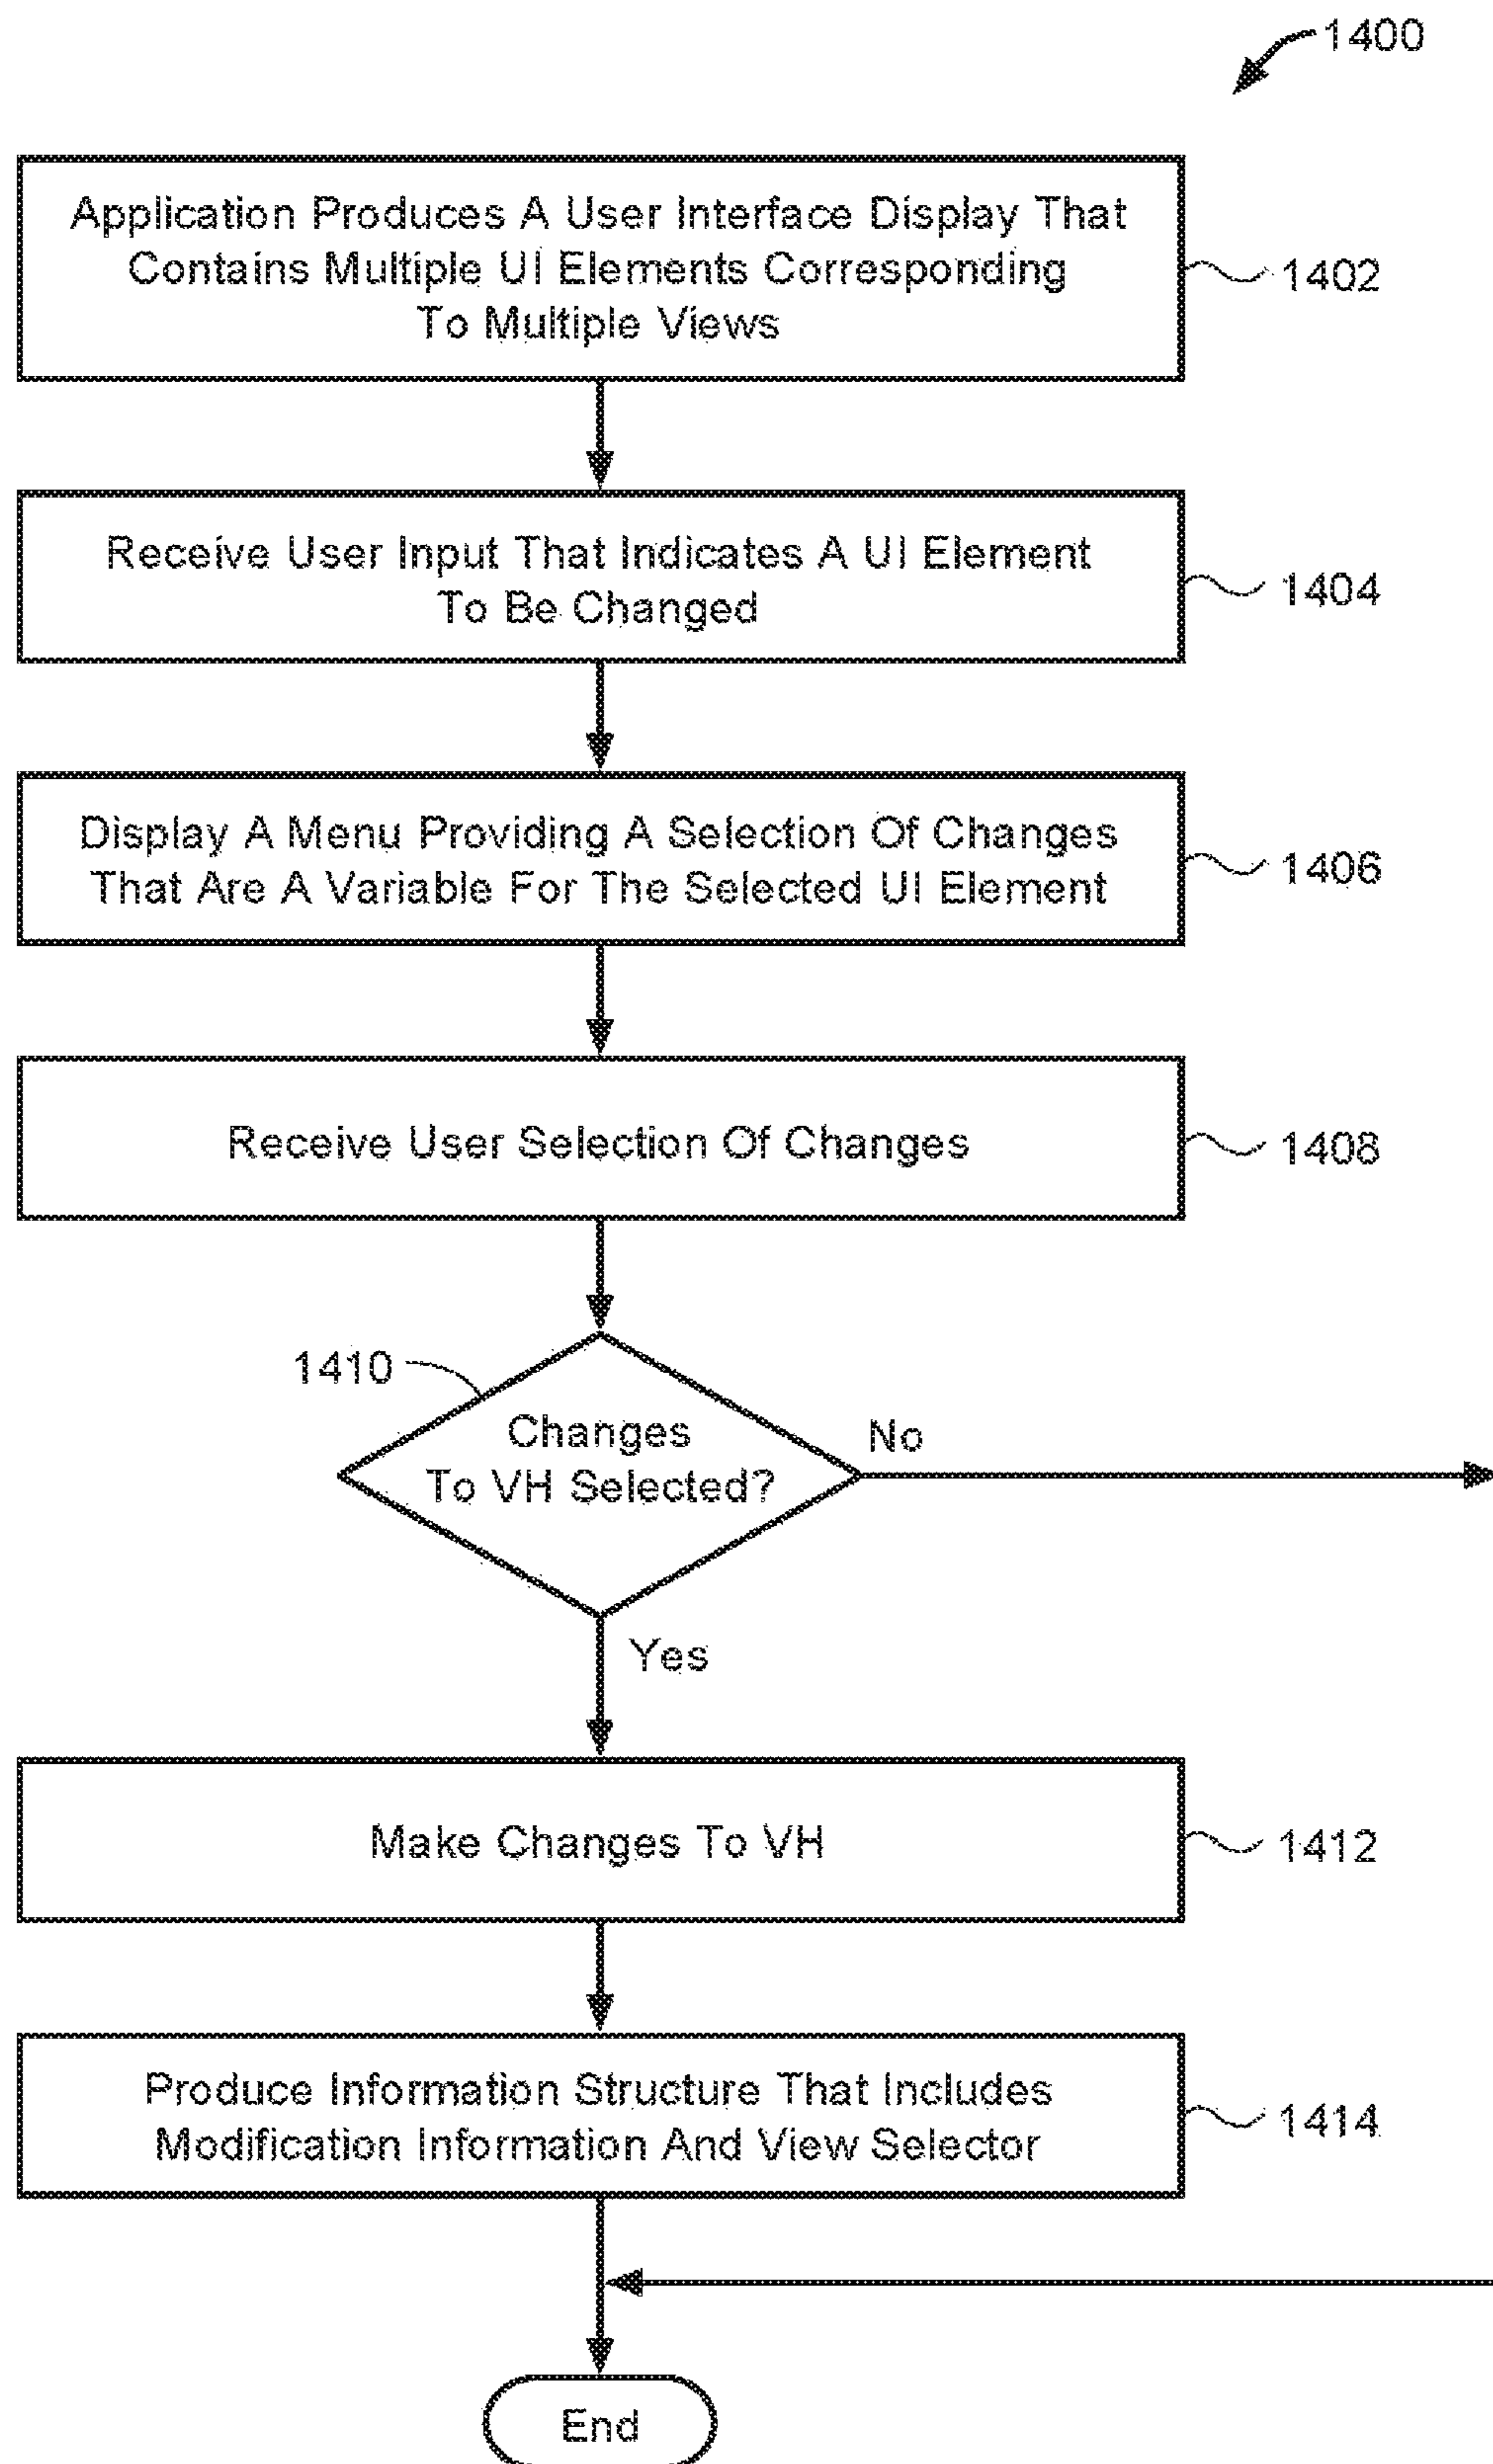 1400
Application Produces A User Interface Display That
Contains Multiple UI Elements Corresponding
To Multiple Views
1402
Receive User Input That Indicates A UI Element
To Be Changed
1404
Display A Menu Providing A Selection Of Changes
That Are A Variable For The Selected UI Element
1406
Receive User Selection Of Changes
1408
1410
Changes
To VH Selected?
No
Yes
Make Changes To VH
1412
Produce Information Structure That Includes
Modification Information And View Selector
1414
End